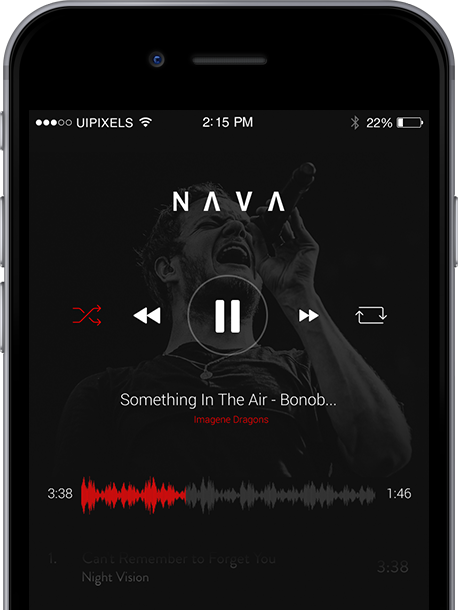 UIPIXELS 2:15 PM 22%
NAVA
Something In The Air - Bonob...
Imagene Dragons
3:38 1:46
1. Can't Remember to Forget You 3:38
Night Vision